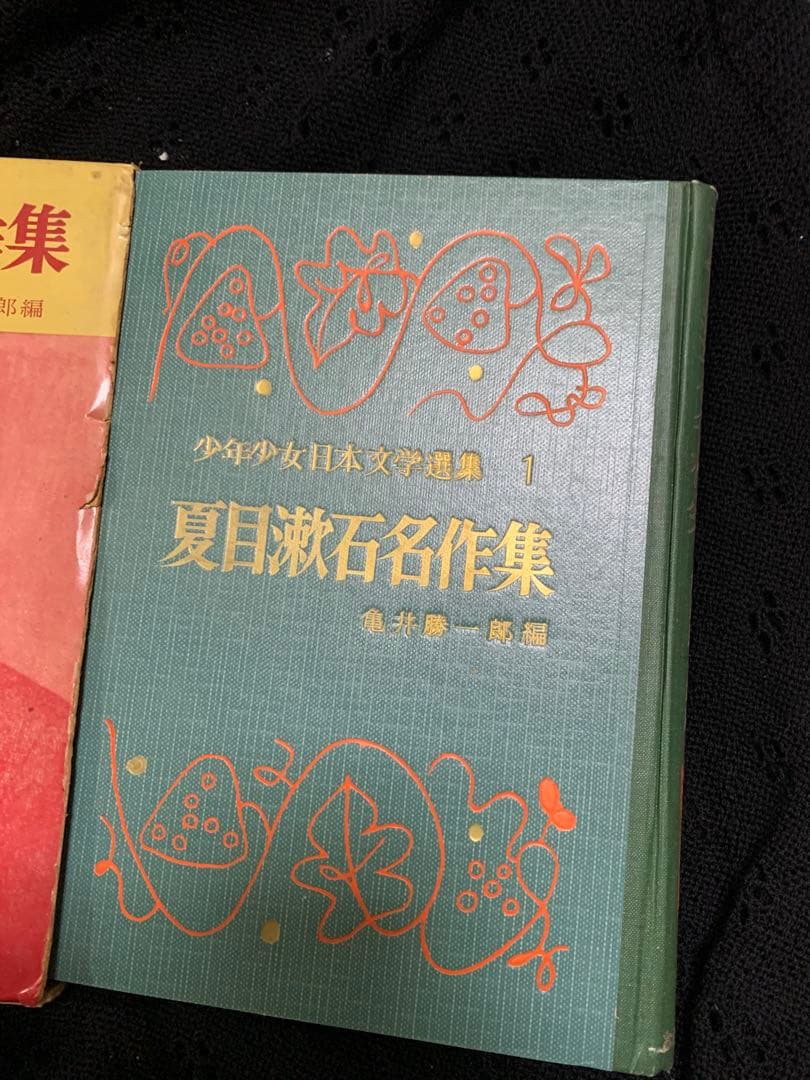 集
郎編
少年少女日本文学選集 1
夏目漱石名作集
亀井勝一郎編